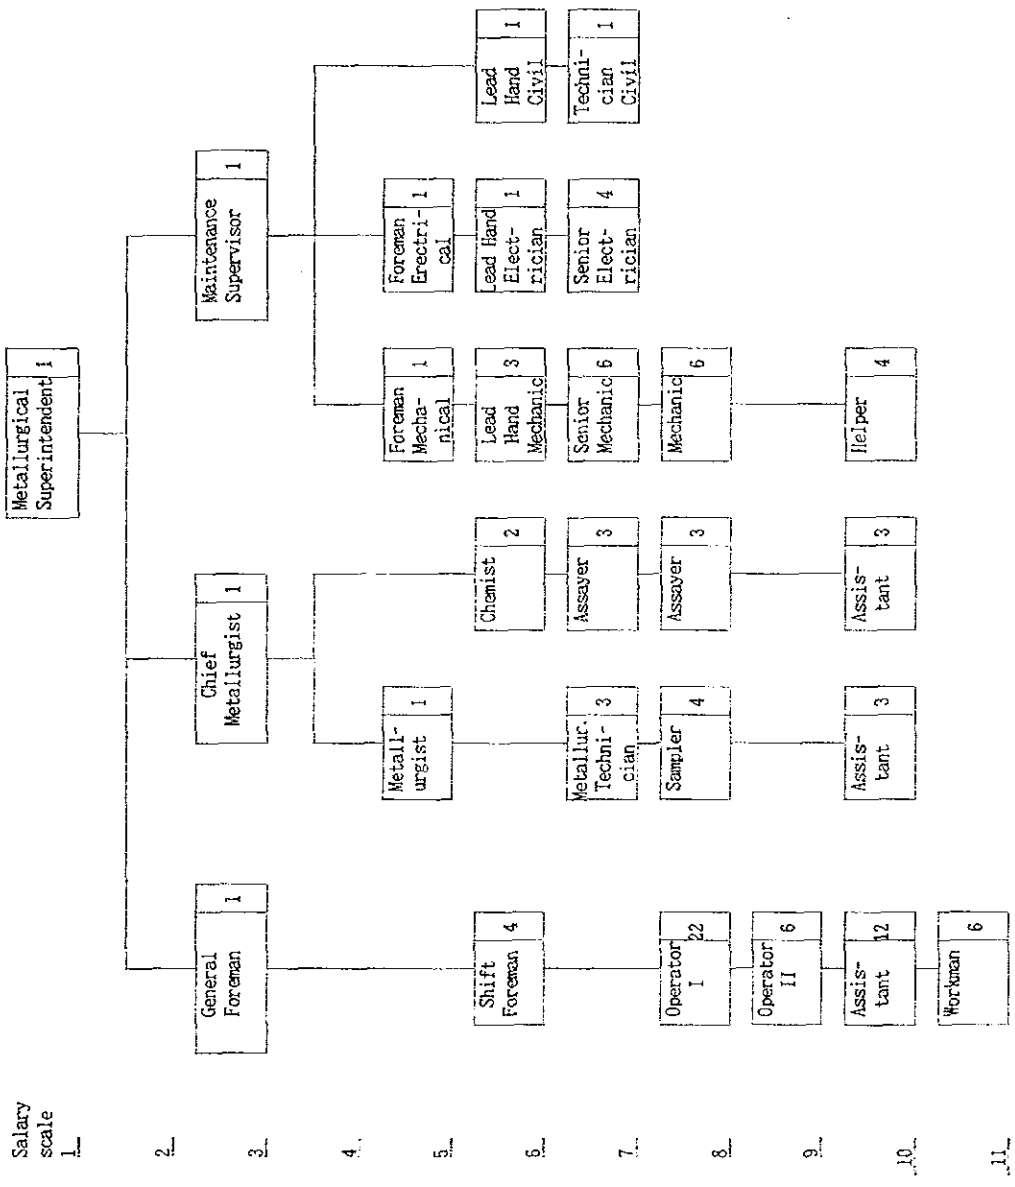 Salary
scale
1
2
3
4
5
6
7
8
9
10
11
Metallurgical
Superintendent
1
General
Foreman
1
Chief
Metallurgist
1
Maintenance
Supervisor
1
Metall-
urgist
1
Foreman
Mecha-
nical
1
Foreman
Erectri-
cal
1
Shift
Foreman
4
Chemist
2
Lead
Hand
Mechanic
3
Lead Hand
Elect-
rician
1
Lead
Hand
Civil
1
Metallur.
Techni-
cian
3
Assayer
3
Senior
Mechanic
6
Senior
Elect-
rician
4
Techni-
cian
Civil
1
Operator
I
22
Sampler
4
Assayer
3
Mechanic
6
Operator
II
6
Assis-
tant
12
Assis-
tant
3
Assis-
tant
3
Helper
4
Workman
6